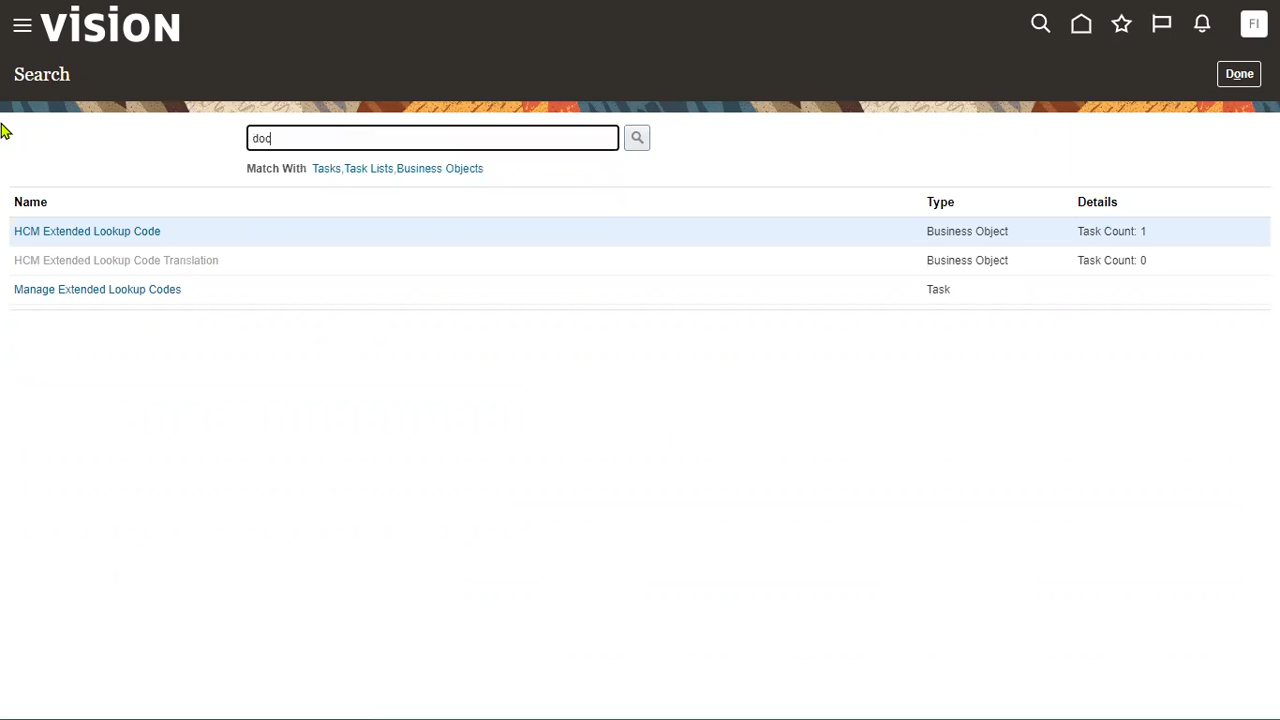 VISION
FI
Search
Done
doc
Match With Tasks,Task Lists,Business Objects
Name Type Details
HCM Extended Lookup Code Business Object Task Count: 1
HCM Extended Lookup Code Translation Business Object Task Count: 0
Manage Extended Lookup Codes Task